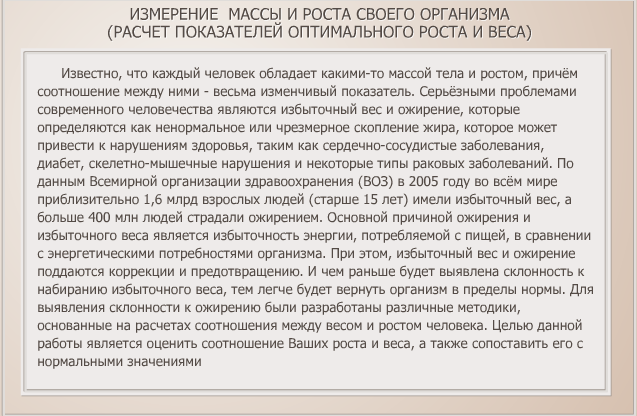 ИЗМЕРЕНИЕ МАССЫ И РОСТА СВОЕГО ОРГАНИЗМА
(РАСЧЕТ ПОКАЗАТЕЛЕЙ ОПТИМАЛЬНОГО РОСТА И ВЕСА)
Известно, что каждый человек обладает какими-то массой тела и ростом, причём
соотношение между ними - весьма изменчивый показатель. Серьёзными проблемами
современного человечества являются избыточный вес и ожирение, которые
определяются как ненормальное или чрезмерное скопление жира, которое может
привести к нарушениям здоровья, таким как сердечно-сосудистые заболевания,
диабет, скелетно-мышечные нарушения и некоторые типы раковых заболеваний. По
данным Всемирной организации здравоохранения (ВОЗ) в 2005 году во всём мире
приблизительно 1,6 млрд взрослых людей (старше 15 лет) имели избыточный вес, а
больше 400 млн людей страдали ожирением. Основной причиной ожирения и
избыточного веса является избыточность энергии, потребляемой с пищей, в сравнении
с энергетическими потребностями организма. При этом, избыточный вес и ожирение
поддаются коррекции и предотвращению. И чем раньше будет выявлена склонность к
набиранию избыточного веса, тем легче будет вернуть организм в пределы нормы. Для
выявления склонности к ожирению были разработаны различные методики,
основанные на расчетах соотношения между весом и ростом человека. Целью данной
работы является оценить соотношение Ваших роста и веса, а также сопоставить его с
нормальными значениями